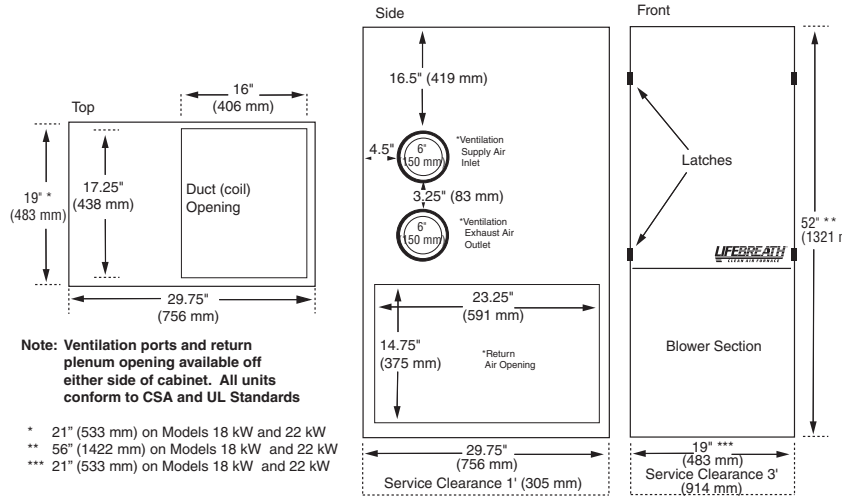 Side
Front
16.5" (419 mm)
16"
(406 mm)
Top
4.5"
6"
150 mm)
*Ventilation
Supply Air
Inlet
Latches
17.25"
(438 mm)
19" *
(483 mm)
Duct (coil)
Opening
3.25" (83 mm)
6"
150 mm)
*Ventilation
Exhaust Air
Outlet
52" **
(1321 m
LIFEBREATH
CLEAN AIR FURNACE
29.75"
(756 mm)
23.25"
(591 mm)
14.75"
(375 mm)
*Return
Air Opening
Blower Section
Note: Ventilation ports and return
plenum opening available off
either side of cabinet. All units
conform to CSA and UL Standards
* 21” (533 mm) on Models 18 kW and 22 kW
** 56” (1422 mm) on Models 18 kW and 22 kW
*** 21” (533 mm) on Models 18 kW and 22 kW
29.75"
(756 mm)
Service Clearance 1' (305 mm)
19" ***
(483 mm)
Service Clearance 3'
(914 mm)